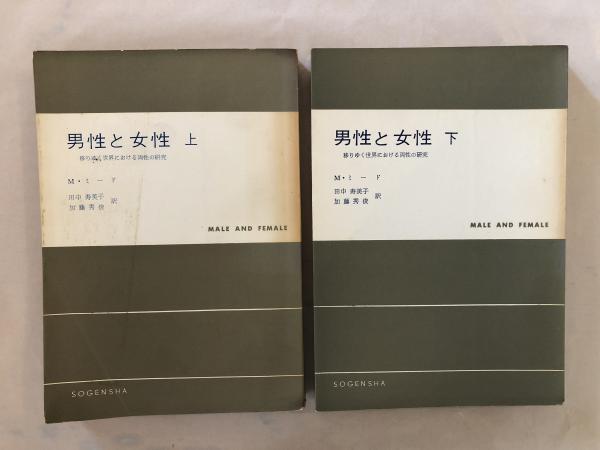 男性と女性 上
移りゆく世界における両性の研究
M・ミード
田中寿美子
加藤秀俊 訳
MALE AND FEMALE
SOGENSHA
男性と女性 下
移りゆく世界における両性の研究
M・ミード
田中寿美子
加藤秀俊 訳
MALE AND FEMALE
SOGENSHA